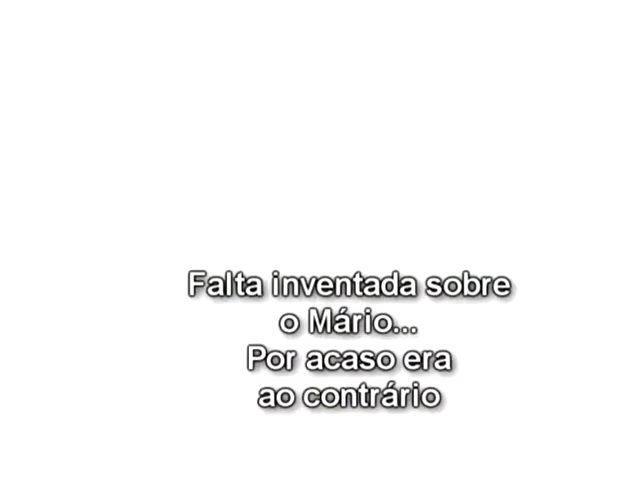 Falta inventada sobre
o Mário...
Por acaso era
ao contrário